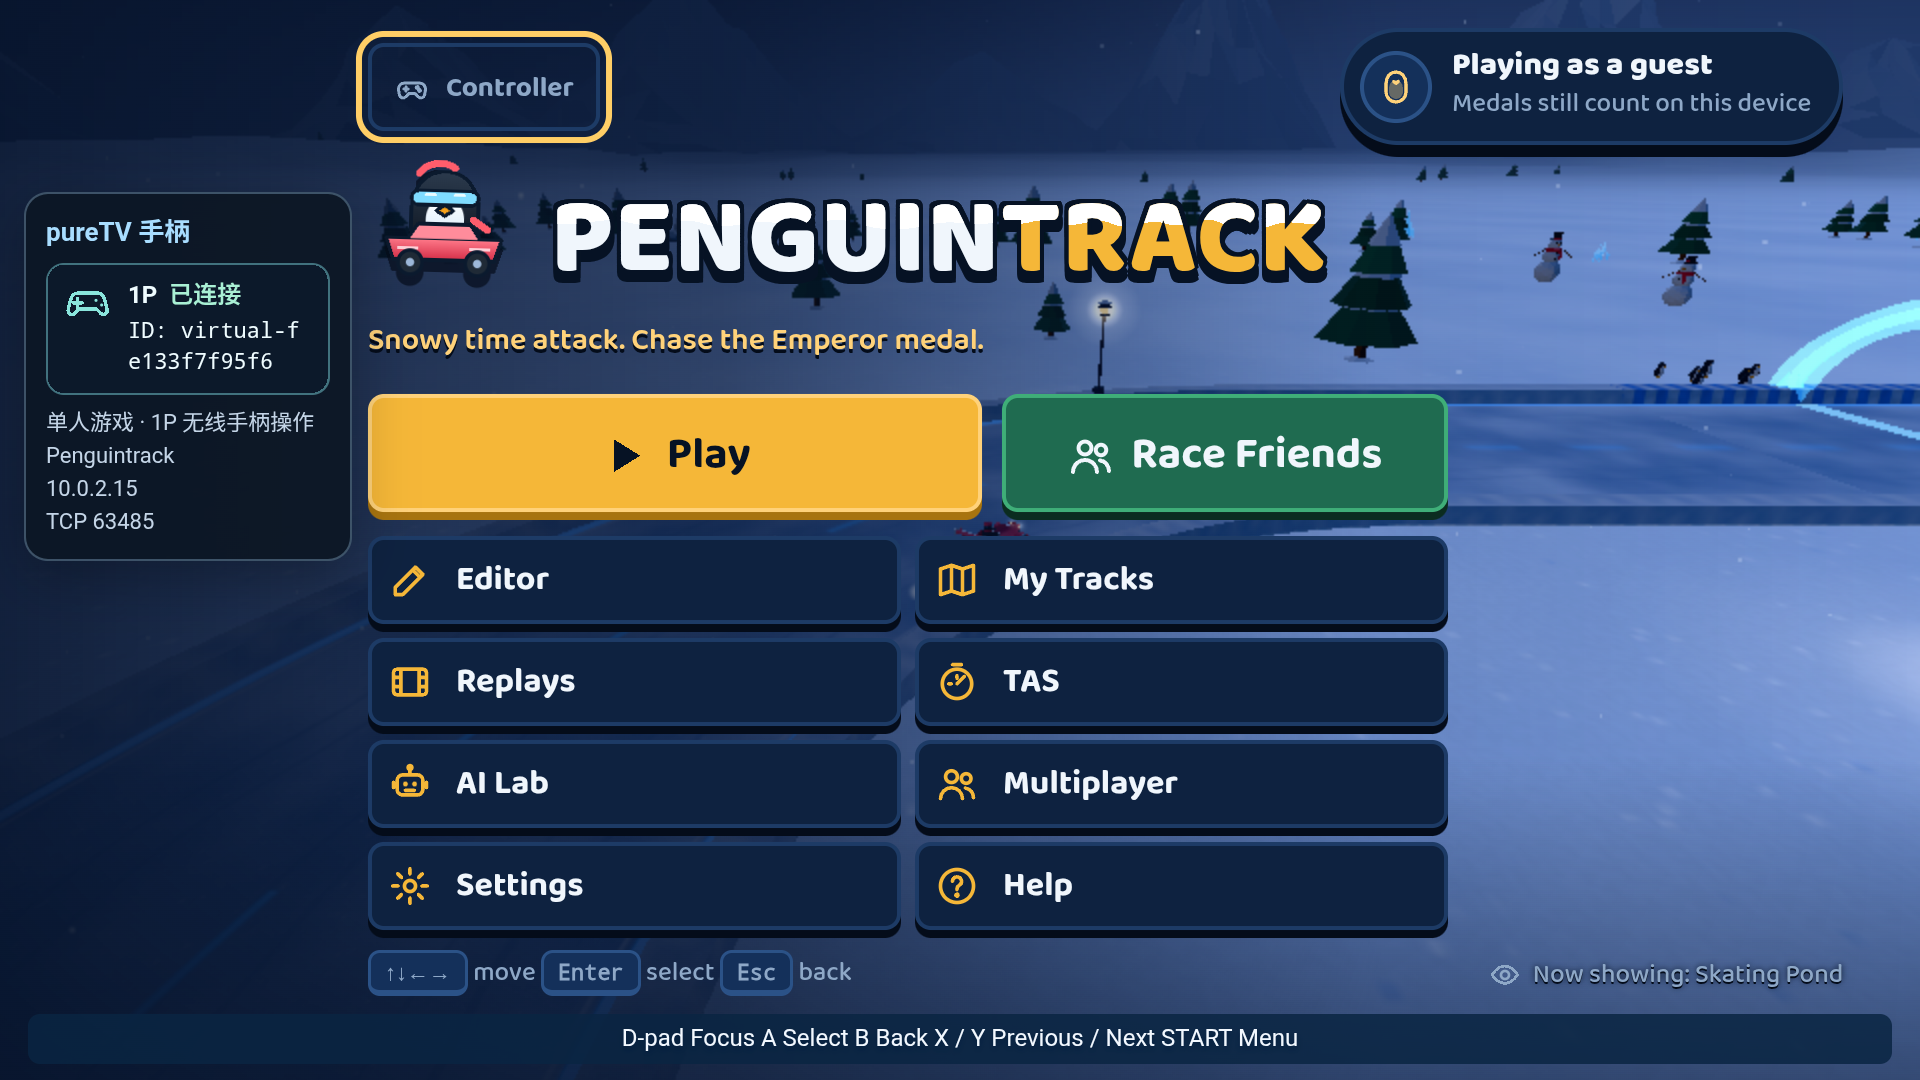 Controller
Playing as a guest
Medals still count on this device
pureTV 手柄
1P 已连接
ID: virtual-f
e133f7f95f6
单人游戏 · 1P 无线手柄操作
Penguintrack
10.0.2.15
TCP 63485
PENGUINTRACK
Snowy time attack. Chase the Emperor medal.
Play
Race Friends
Editor
My Tracks
Replays
TAS
AI Lab
Multiplayer
Settings
Help
↑↓←→ move Enter select Esc back
Now showing: Skating Pond
D-pad Focus A Select B Back X / Y Previous / Next START Menu